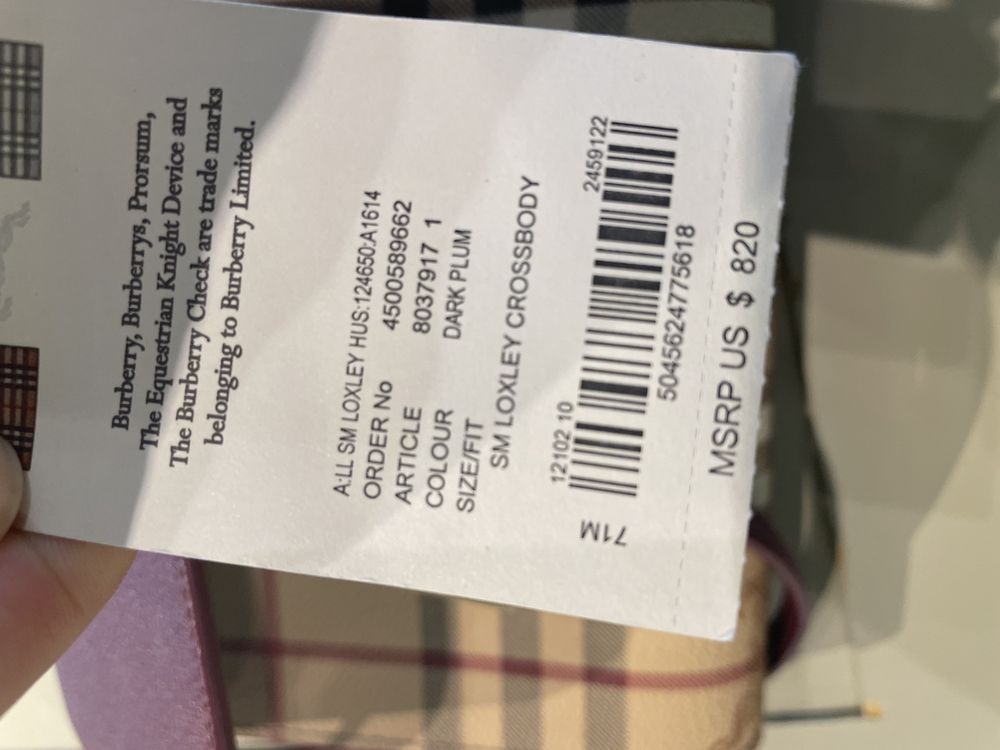 Burberry, Burberrys, Prorsum,
The Equestrian Knight Device and
The Burberry Check are trade marks
belonging to Burberry Limited.
A:LL SM LOXLEY HUS:124650:A1614
ORDER No 4500589662
ARTICLE 8037917 1
COLOUR DARK PLUM
SIZE/FIT
SM LOXLEY CROSSBODY
12102 10 2459122
71M
5045624775618
MSRP US $ 820